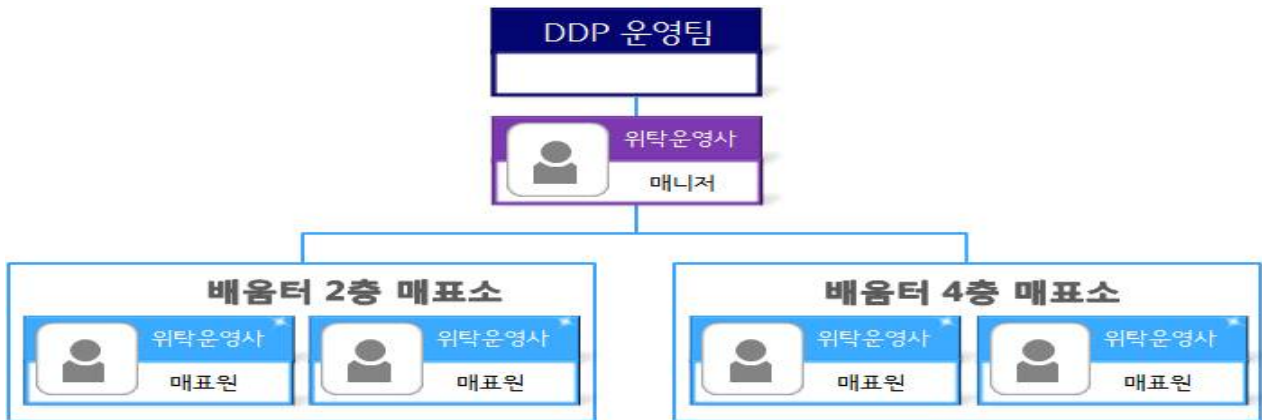 DDP 운영팀
위탁운영사
매니저
배움터 2층 매표소
위탁운영사
매표원
위탁운영사
매표원
배움터 4층 매표소
위탁운영사
매표원
위탁운영사
매표원